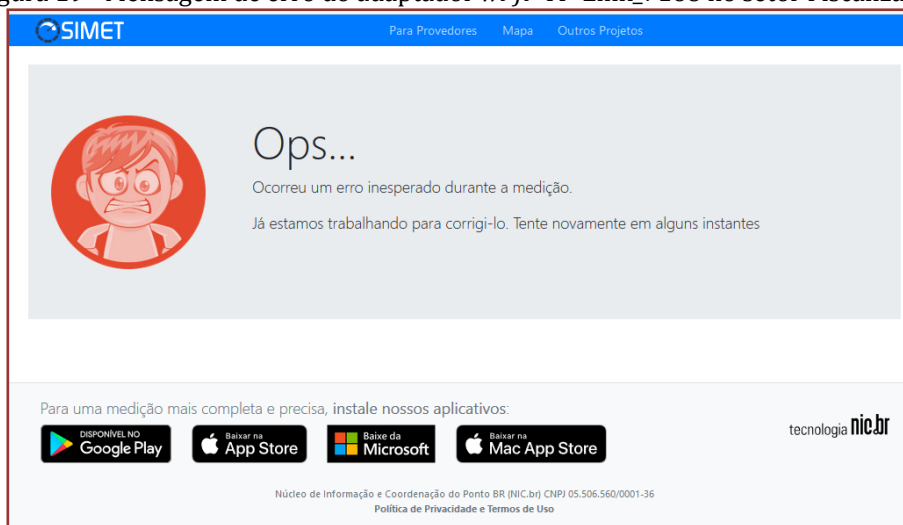 SIMET
Para Provedores Mapa Outros Projetos
Ops...
Ocorreu um erro inesperado durante a medição.
Já estamos trabalhando para corrigi-lo. Tente novamente em alguns instantes
Para uma medição mais completa e precisa, instale nossos aplicativos:
DISPONÍVEL NO
Google Play
Baixar na
App Store
Baixe da
Microsoft
Baixar na
Mac App Store
tecnologia nic.br
Núcleo de Informação e Coordenação do Ponto BR (NIC.br) CNPJ 05.506.560/0001-36
Política de Privacidade e Termos de Uso